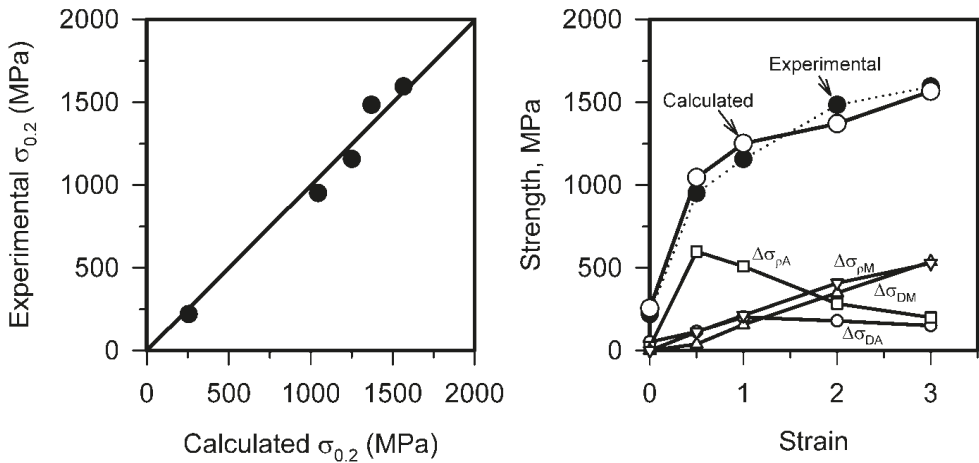 Experimental σ0.2 (MPa)
2000
1500
1000
500
0
0 500 1000 1500 2000
Calculated σ0.2 (MPa)
Strength, MPa
2000
1500
1000
500
0
Experimental
Calculated
ΔσρA
ΔσρM
ΔσDM
ΔσDA
0 1 2 3
Strain